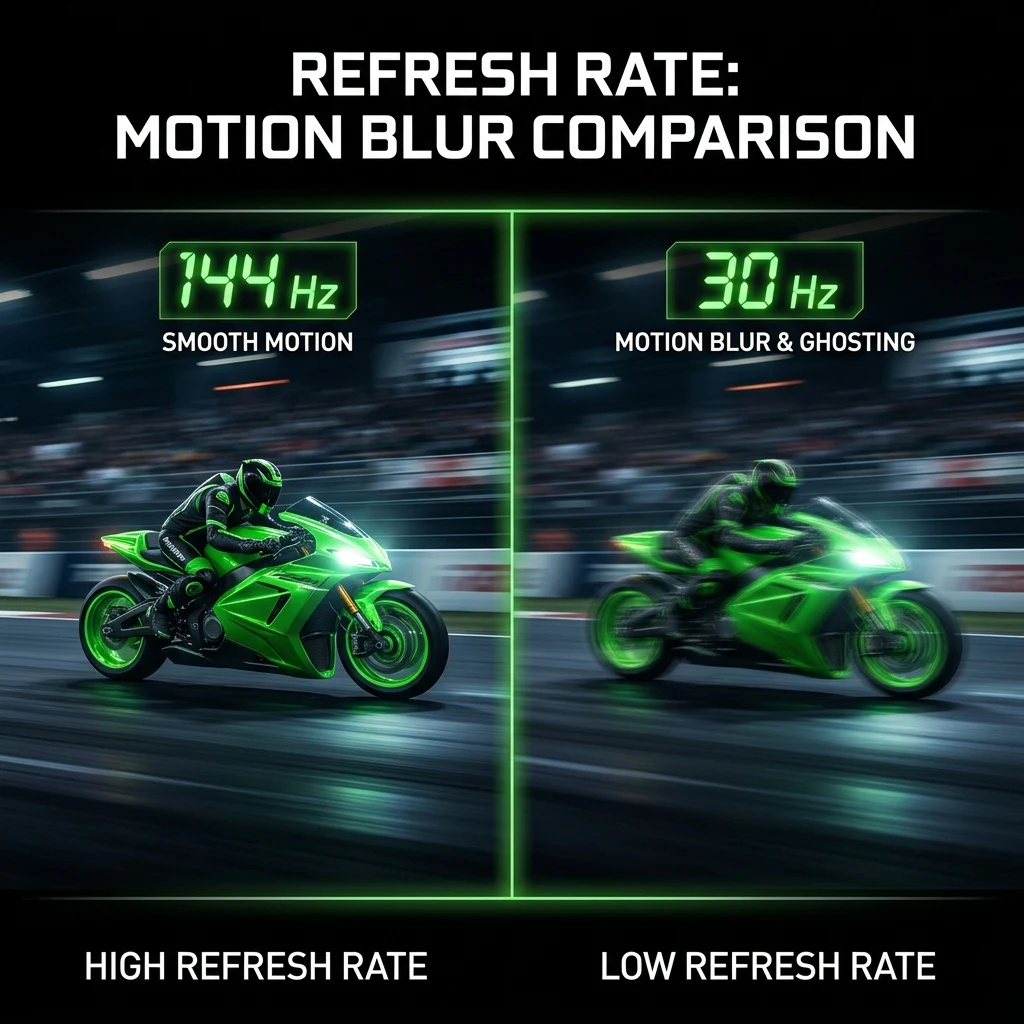 REFRESH RATE:
MOTION BLUR COMPARISON
144 Hz
SMOOTH MOTION
30 Hz
MOTION BLUR & GHOSTING
HIGH REFRESH RATE
LOW REFRESH RATE